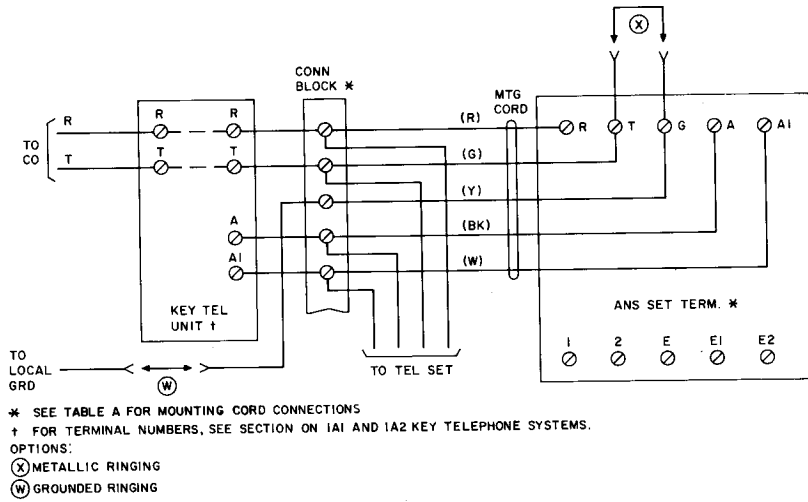 X
CONN
BLOCK *
MTG
CORD
R R R (R) R T G A A1
TO
CO
T T T (G)
(Y)
A (BK)
A1 (W)
KEY TEL
UNIT †
ANS SET TERM. *
1 2 E E1 E2
TO
LOCAL
GRD
W
TO TEL SET
* SEE TABLE A FOR MOUNTING CORD CONNECTIONS
† FOR TERMINAL NUMBERS, SEE SECTION ON 1A1 AND 1A2 KEY TELEPHONE SYSTEMS.
OPTIONS:
X METALLIC RINGING
W GROUNDED RINGING